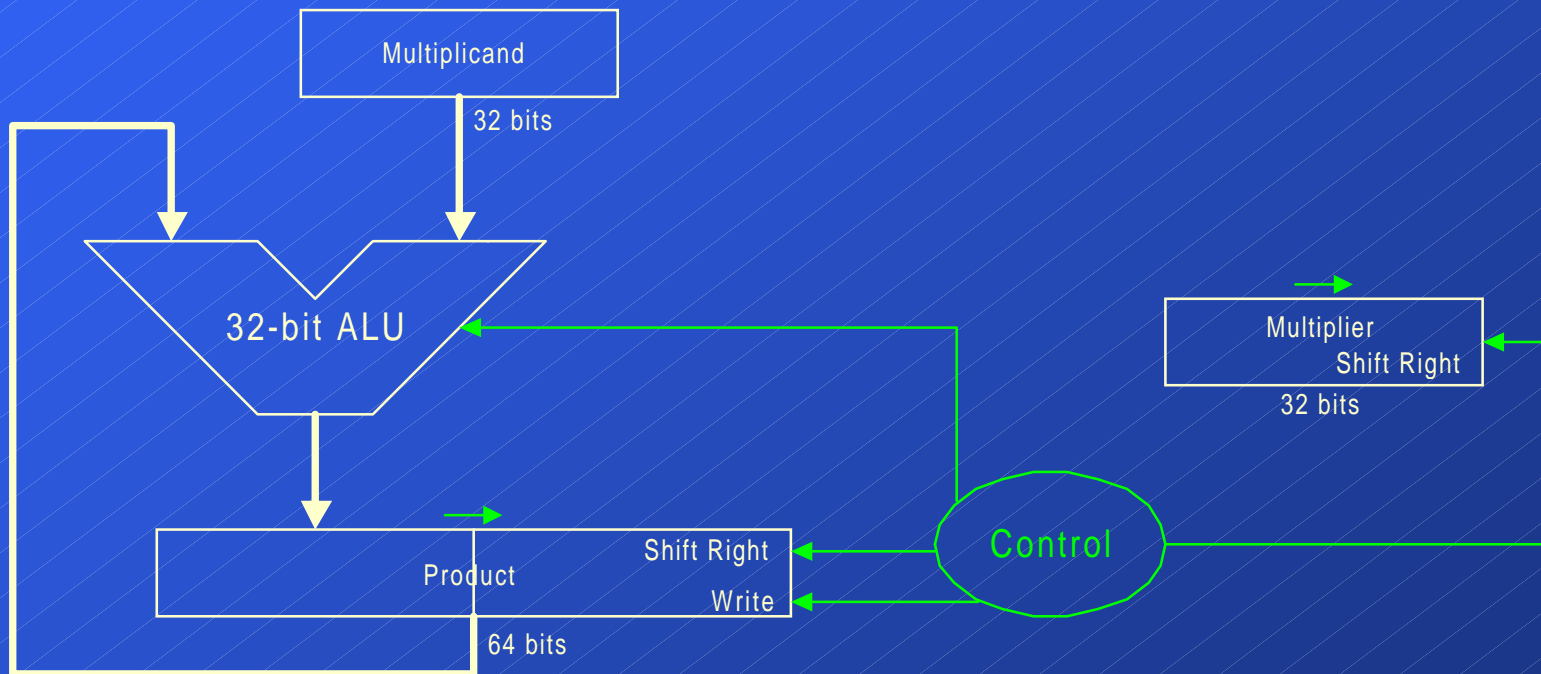 Multiplicand
32 bits
32-bit ALU
Multiplier
Shift Right
32 bits
Control
Shift Right
Product
Write
64 bits